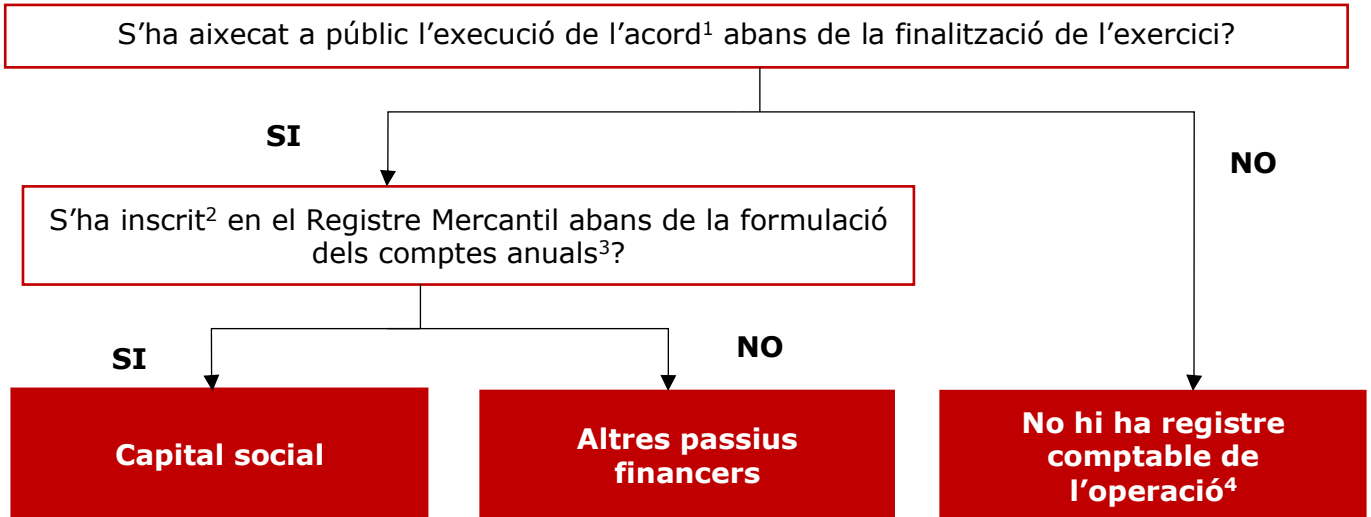 S’ha aixecat a públic l’execució de l’acord¹ abans de la finalització de l’exercici?
SI
NO
S’ha inscrit² en el Registre Mercantil abans de la formulació
dels comptes anuals³?
SI
NO
Capital social
Altres passius
financers
No hi ha registre
comptable de
l’operació⁴